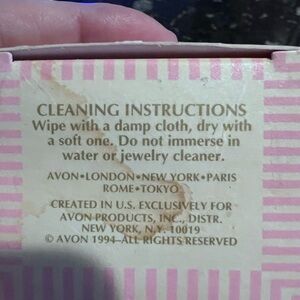 CLEANING INSTRUCTIONS
Wipe with a damp cloth, dry with
a soft one. Do not immerse in
water or jewelry cleaner.
AVON•LONDON•NEW YORK•PARIS
ROME•TOKYO
CREATED IN U.S. EXCLUSIVELY FOR
AVON PRODUCTS, INC., DISTR.
NEW YORK, N.Y. 10019
© AVON 1994–ALL RIGHTS RESERVED